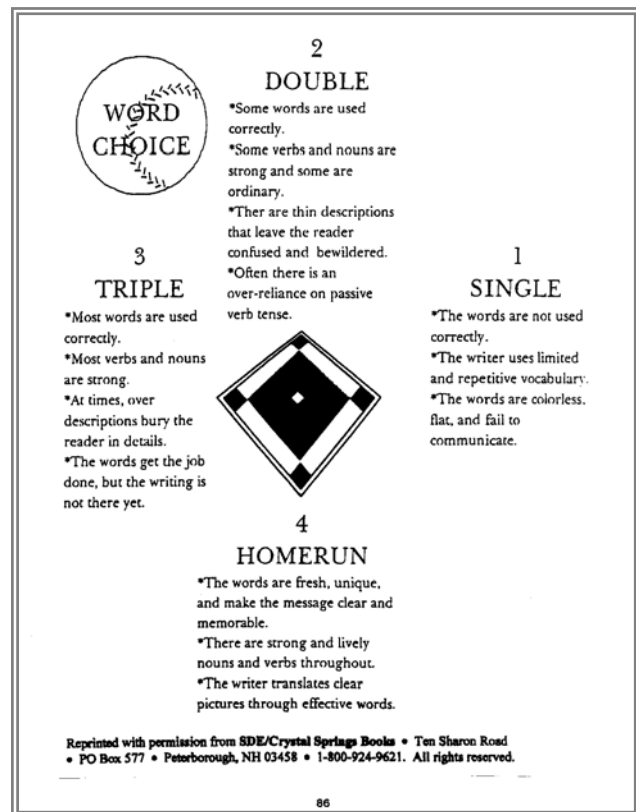 WORD
CHOICE
2
DOUBLE
*Some words are used
correctly.
*Some verbs and nouns are
strong and some are
ordinary.
*Ther are thin descriptions
that leave the reader
confused and bewildered.
*Often there is an
over-reliance on passive
verb tense.
3
TRIPLE
*Most words are used
correctly.
*Most verbs and nouns
are strong.
*At times, over
descriptions bury the
reader in details.
*The words get the job
done, but the writing is
not there yet.
1
SINGLE
*The words are not used
correctly.
*The writer uses limited
and repetitive vocabulary.
*The words are colorless,
flat, and fail to
communicate.
4
HOMERUN
*The words are fresh, unique,
and make the message clear and
memorable.
*There are strong and lively
nouns and verbs throughout.
*The writer translates clear
pictures through effective words.
Reprinted with permission from SDE/Crystal Springs Books • Ten Sharon Road
• PO Box 577 • Peterborough, NH 03458 • 1-800-924-9621. All rights reserved.
86